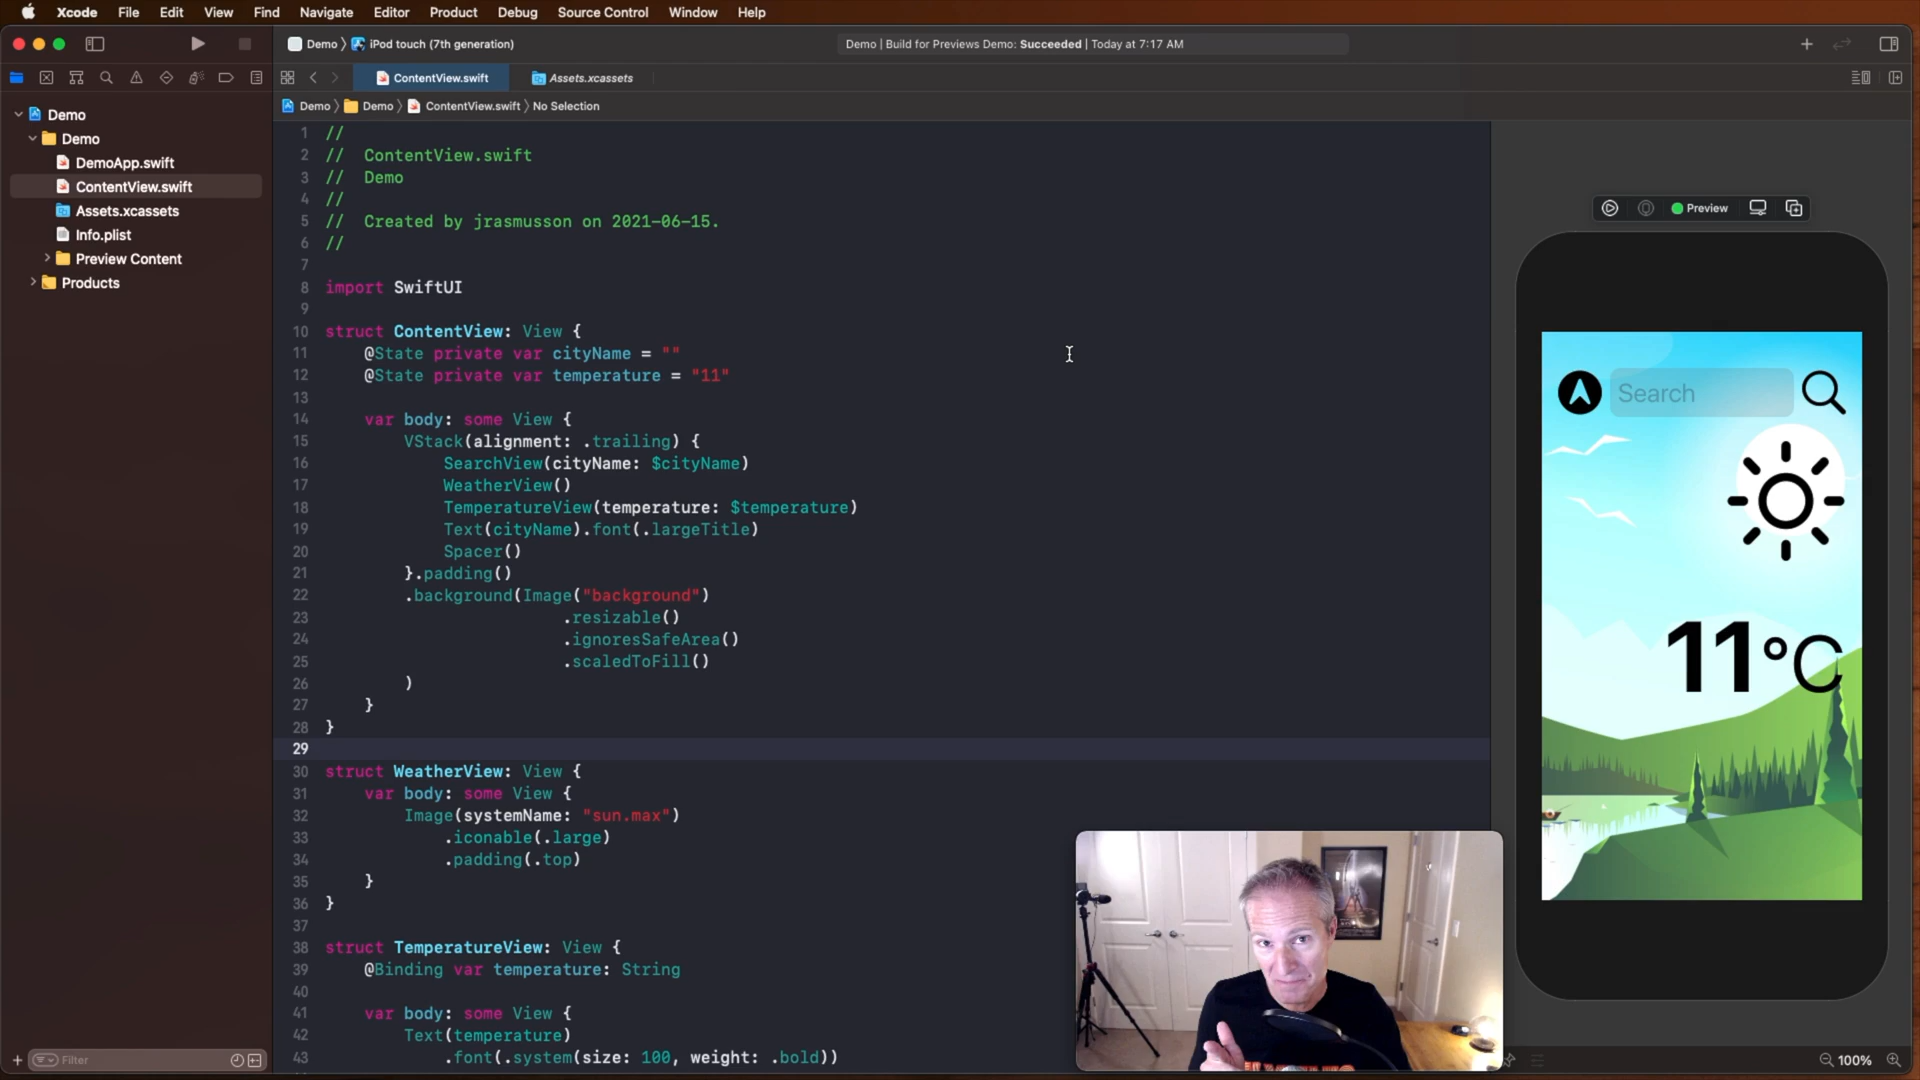 Xcode File Edit View Find Navigate Editor Product Debug Source Control Window Help
Demo 〉 iPod touch (7th generation)
Demo | Build for Previews Demo: Succeeded | Today at 7:17 AM
ContentView.swift
Assets.xcassets
Demo 〉 Demo 〉 ContentView.swift 〉 No Selection
Demo
Demo
DemoApp.swift
ContentView.swift
Assets.xcassets
Info.plist
Preview Content
Products
Filter
1 //
2 //  ContentView.swift
3 //  Demo
4 //
5 //  Created by jrasmusson on 2021-06-15.
6 //
7
8 import SwiftUI
9
10 struct ContentView: View {
11     @State private var cityName = ""
12     @State private var temperature = "11"
13
14     var body: some View {
15         VStack(alignment: .trailing) {
16             SearchView(cityName: $cityName)
17             WeatherView()
18             TemperatureView(temperature: $temperature)
19             Text(cityName).font(.largeTitle)
20             Spacer()
21         }.padding()
22         .background(Image("background")
23                         .resizable()
24                         .ignoresSafeArea()
25                         .scaledToFill()
26         )
27     }
28 }
29
30 struct WeatherView: View {
31     var body: some View {
32         Image(systemName: "sun.max")
33             .iconable(.large)
34             .padding(.top)
35     }
36 }
37
38 struct TemperatureView: View {
39     @Binding var temperature: String
40
41     var body: some View {
42         Text(temperature)
43             .font(.system(size: 100, weight: .bold))
Preview
Search
11°C
100%